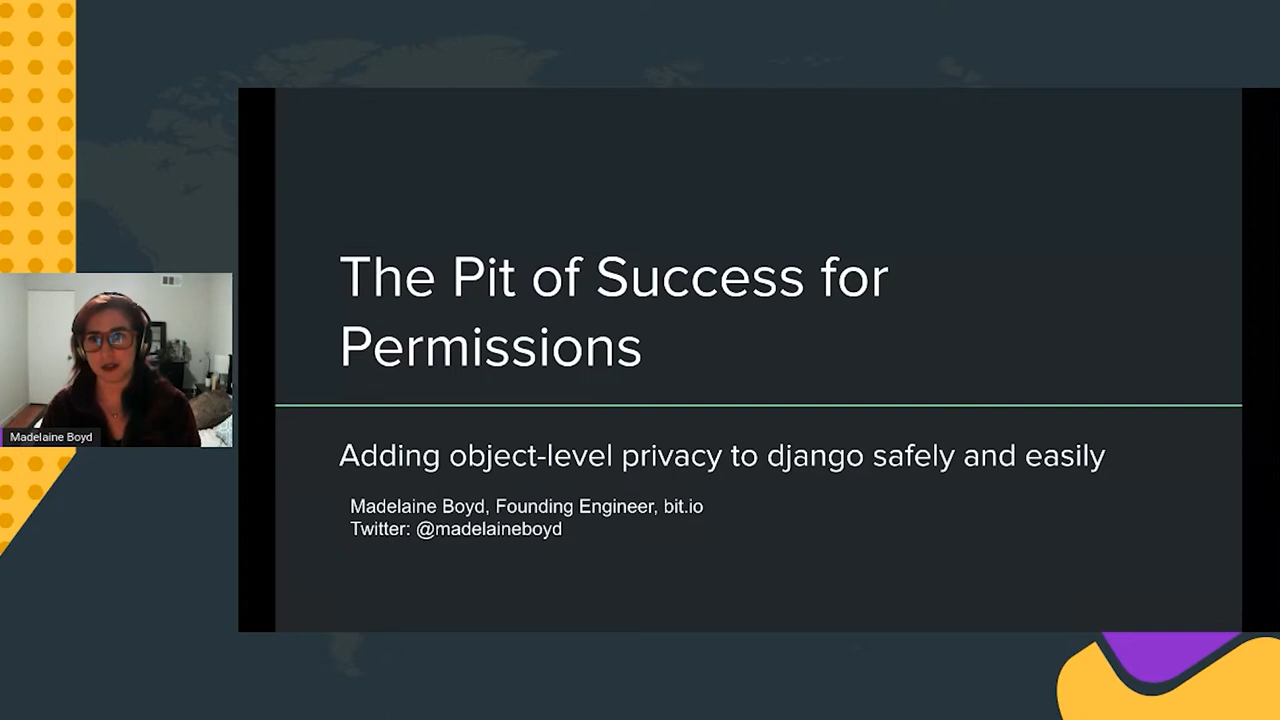 The Pit of Success for
Permissions
Adding object-level privacy to django safely and easily
Madelaine Boyd, Founding Engineer, bit.io
Twitter: @madelaineboyd
Madelaine Boyd